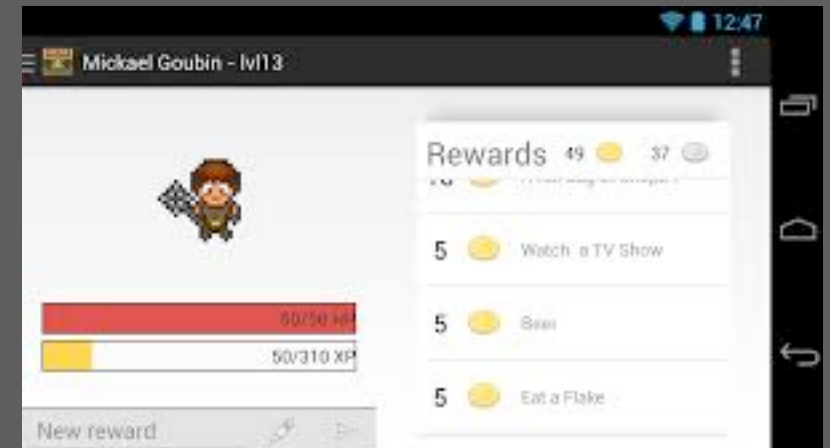 12:47
Mickael Goubin - lvl13
Rewards 49 37
5 Watch a TV Show
5 Beer
50/50 HP
5 Eat a Flake
50/310 XP
New reward